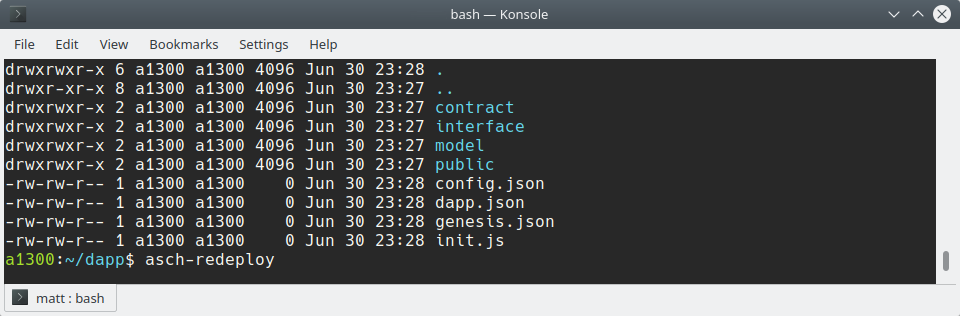 bash — Konsole
File Edit View Bookmarks Settings Help
drwxrwxr-x 6 a1300 a1300 4096 Jun 30 23:28 .
drwxr-xr-x 8 a1300 a1300 4096 Jun 30 23:27 ..
drwxrwxr-x 2 a1300 a1300 4096 Jun 30 23:27 contract
drwxrwxr-x 2 a1300 a1300 4096 Jun 30 23:27 interface
drwxrwxr-x 2 a1300 a1300 4096 Jun 30 23:27 model
drwxrwxr-x 2 a1300 a1300 4096 Jun 30 23:27 public
-rw-rw-r-- 1 a1300 a1300    0 Jun 30 23:28 config.json
-rw-rw-r-- 1 a1300 a1300    0 Jun 30 23:28 dapp.json
-rw-rw-r-- 1 a1300 a1300    0 Jun 30 23:28 genesis.json
-rw-rw-r-- 1 a1300 a1300    0 Jun 30 23:28 init.js
a1300:~/dapp$ asch-redeploy
matt : bash